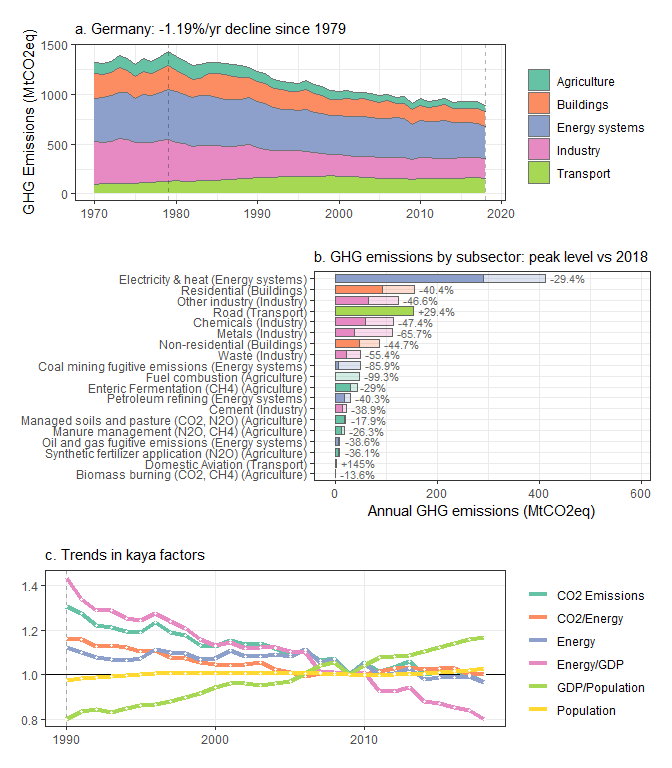 a. Germany: -1.19%/yr decline since 1979
GHG Emissions (MtCO2eq)
1500
1000
500
0
1970
1980
1990
2000
2010
2020
Agriculture
Buildings
Energy systems
Industry
Transport
b. GHG emissions by subsector: peak level vs 2018
Electricity & heat (Energy systems) -29.4%
Residential (Buildings) -40.4%
Other industry (Industry) -46.6%
Road (Transport) +29.4%
Chemicals (Industry) -47.4%
Metals (Industry) -65.7%
Non-residential (Buildings) -44.7%
Waste (Industry) -55.4%
Coal mining fugitive emissions (Energy systems) -85.9%
Fuel combustion (Agriculture) -99.3%
Enteric Fermentation (CH4) (Agriculture) -29%
Petroleum refining (Energy systems) -40.3%
Cement (Industry) -38.9%
Managed soils and pasture (CO2, N2O) (Agriculture) -17.9%
Manure management (N2O, CH4) (Agriculture) -26.3%
Oil and gas fugitive emissions (Energy systems) -38.6%
Synthetic fertilizer application (N2O) (Agriculture) -36.1%
Domestic Aviation (Transport) +145%
Biomass burning (CO2, CH4) (Agriculture) -13.6%
0
200
400
600
Annual GHG emissions (MtCO2eq)
c. Trends in kaya factors
1.4
1.2
1.0
0.8
1990
2000
2010
CO2 Emissions
CO2/Energy
Energy
Energy/GDP
GDP/Population
Population